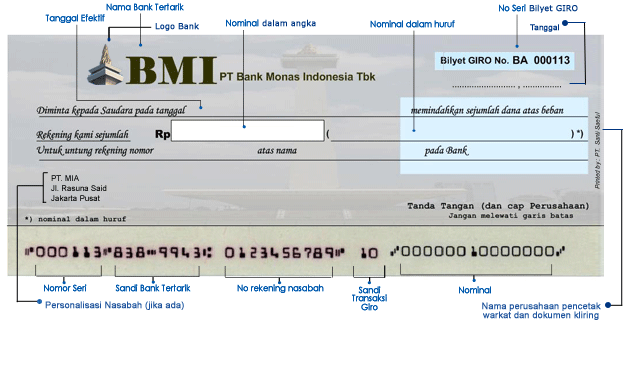 Nama Bank Tertarik
No Seri Bilyet GIRO
Tanggal Efektif
Logo Bank
Nominal dalam angka
Nominal dalam huruf
Tanggal
BMI PT Bank Monas Indonesia Tbk
Bilyet GIRO No. BA 000113
......................... , ...............
Diminta kepada Saudara pada tanggal
memindahkan sejumlah dana atas beban
Rekening kami sejumlah Rp ( ) *)
Untuk untung rekening nomor atas nama pada Bank
Printed by : PT. Santi Saeful
PT. MIA
Jl. Rasuna Said
Jakarta Pusat
Tanda Tangan (dan cap Perusahaan)
Jangan melewati garis batas
*) nominal dalam huruf
⑈000113⑈838⑉9943⑆ 0123456789⑈ 10 ⑇00000010000000⑇
Nomor Seri
Sandi Bank Tertarik
No rekening nasabah
Sandi
Transaksi
Giro
Nominal
Personalisasi Nasabah (jika ada)
Nama perusahaan pencetak
warkat dan dokumen kliring